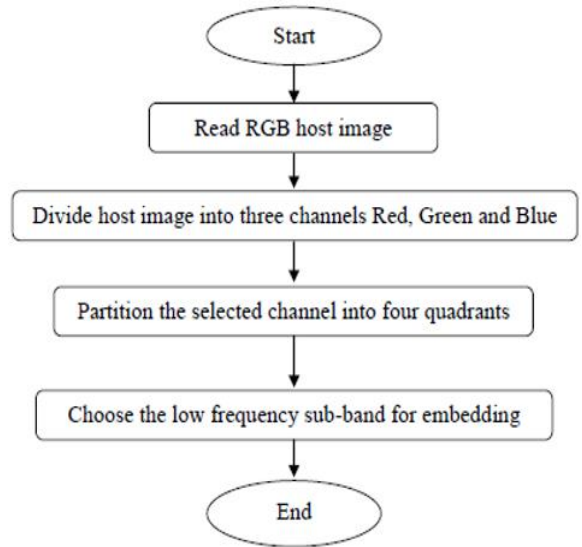 Start
Read RGB host image
Divide host image into three channels Red, Green and Blue
Partition the selected channel into four quadrants
Choose the low frequency sub-band for embedding
End